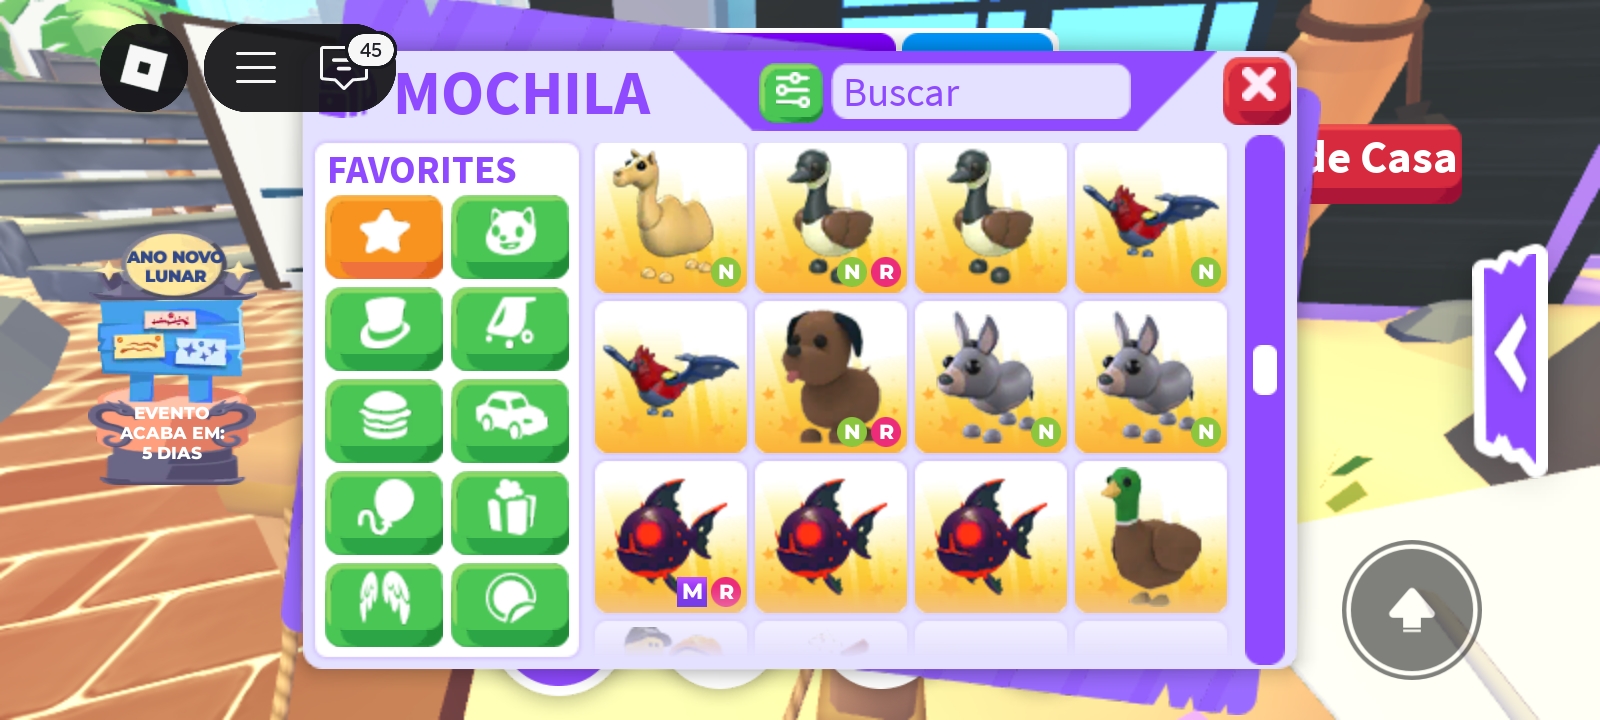 45
MOCHILA
Buscar
FAVORITES
de Casa
N
N R
N
N R
N
N
M R
ANO NOVO
LUNAR
EVENTO
ACABA EM:
5 DIAS